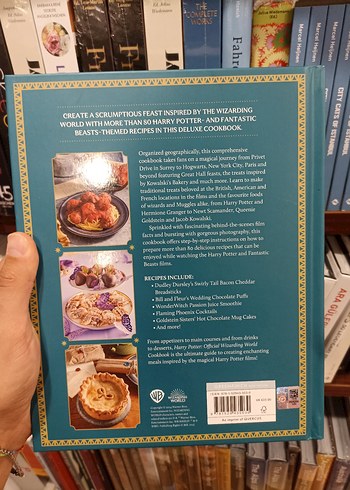 THE
COMPLETE
WORKS
CREATE A SCRUMPTIOUS FEAST INSPIRED BY THE WIZARDING
WORLD WITH MORE THAN 80 HARRY POTTER- AND FANTASTIC
BEASTS-THEMED RECIPES IN THIS DELUXE COOKBOOK.
Organized geographically, this comprehensive
cookbook takes fans on a magical journey from Privet
Drive in Surrey to Hogwarts, New York City, Paris and
beyond featuring Great Hall feasts, the treats inspired
by Kowalski's Bakery and much more. Learn to make
traditional treats beloved at the British, American and
French locations in the films and the favourite foods
of wizards and Muggles alike, from Harry Potter and
Hermione Granger to Newt Scamander, Queenie
Goldstein and Jacob Kowalski.
Sprinkled with fascinating behind-the-scenes film
facts and bursting with gorgeous photography, this
cookbook offers step-by-step instructions on how to
prepare more than 80 delicious recipes that can be
enjoyed while watching the Harry Potter and Fantastic
Beasts films.
RECIPES INCLUDE:
• Dudley Dursley's Swirly Tail Bacon Cheddar
Breadsticks
• Bill and Fleur's Wedding Chocolate Puffs
• WonderWitch Passion Juice Smoothie
• Flaming Phoenix Cocktails
• Goldstein Sisters' Hot Chocolate Mug Cakes
• And more!
From appetizers to main courses and from drinks
to desserts, Harry Potter: Official Wizarding World
Cookbook is the ultimate guide to creating enchanting
meals inspired by the magical Harry Potter films!
WIZARDING
WORLD
Marcel Heijnen
CITY CATS OF